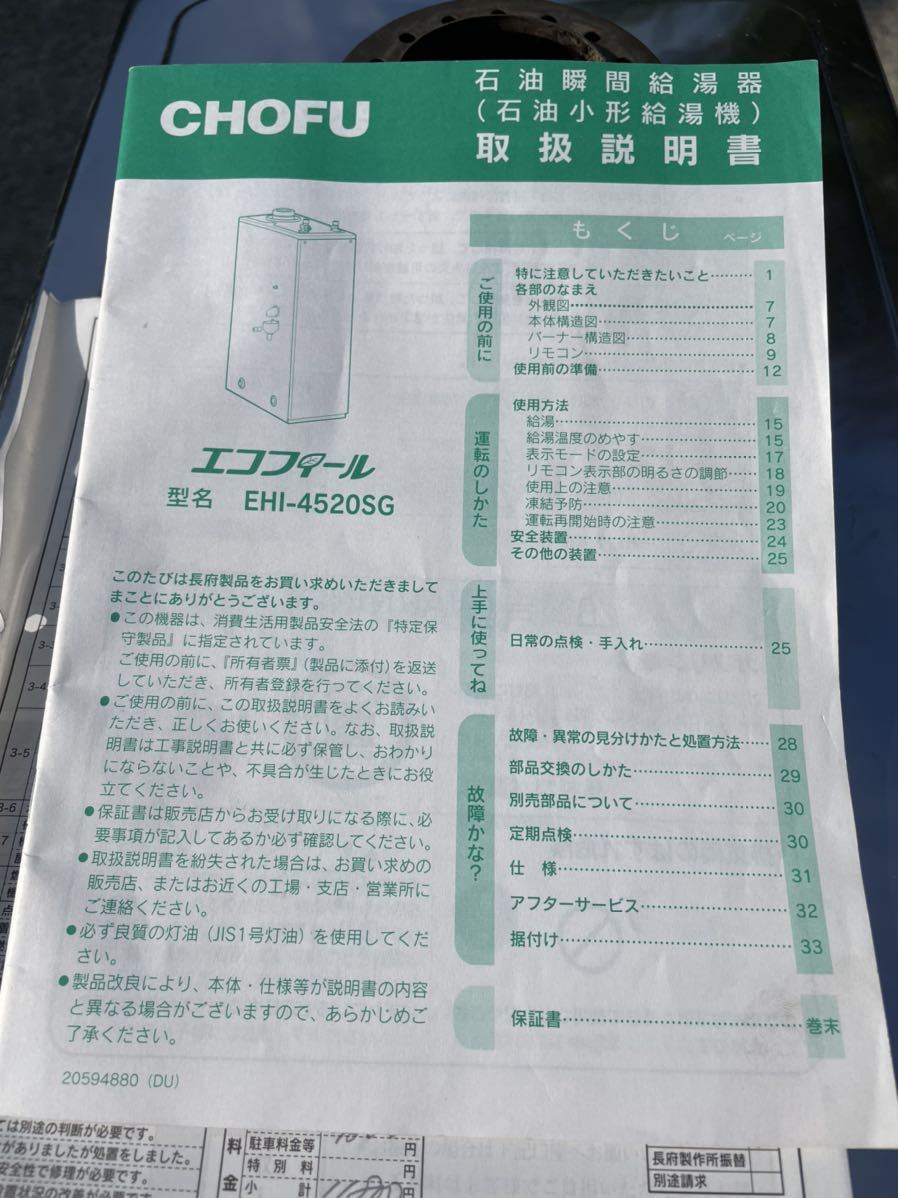 CHOFU
石油瞬間給湯器
(石油小形給湯機)
取扱説明書
エコフィール
型名 EHI-4520SG
このたびは長府製品をお買い求めいただきまして
まことにありがとうございます。
●この機器は、消費生活用製品安全法の『特定保
守製品』に指定されています。
ご使用の前に、『所有者票』(製品に添付)を返送
していただき、所有者登録を行ってください。
●ご使用の前に、この取扱説明書をよくお読みい
ただき、正しくお使いください。なお、取扱説
明書は工事説明書と共に必ず保管し、おわかり
にならないことや、不具合が生じたときにお役
立てください。
●保証書は販売店からお受け取りになる際に、必
要事項が記入してあるか必ず確認してください。
●取扱説明書を紛失された場合は、お買い求めの
販売店、またはお近くの工場・支店・営業所に
ご連絡ください。
●必ず良質の灯油(JIS1号灯油)を使用してくだ
さい。
●製品改良により、本体・仕様等が説明書の内容
と異なる場合がございますので、あらかじめご
了承ください。
20594880 (DU)
もくじ ページ
ご使用の前に
特に注意していただきたいこと……… 1
各部のなまえ
外観図……………………… 7
本体構造図………………… 7
バーナー構造図…………… 8
リモコン…………………… 9
使用前の準備……………… 12
運転のしかた
使用方法
給湯………………………… 15
給湯温度のめやす………… 15
表示モードの設定………… 17
リモコン表示部の明るさの調節…… 18
使用上の注意……………… 19
凍結予防…………………… 20
運転再開始時の注意……… 23
安全装置…………………… 24
その他の装置……………… 25
上手に使ってね
日常の点検・手入れ……… 25
故障かな?
故障・異常の見分けかたと処置方法…… 28
部品交換のしかた………… 29
別売部品について………… 30
定期点検…………………… 30
仕様………………………… 31
アフターサービス………… 32
据付け……………………… 33
保証書……………………… 巻末
3-4
3-5
ては別途の判断が必要です。
がありましたが処置をしました。
安全性で修理が必要です。
設置状況の改善が必要です。
料
金
駐車料金等 円
特別料 円
小計 円
長府製作所振替
別途請求